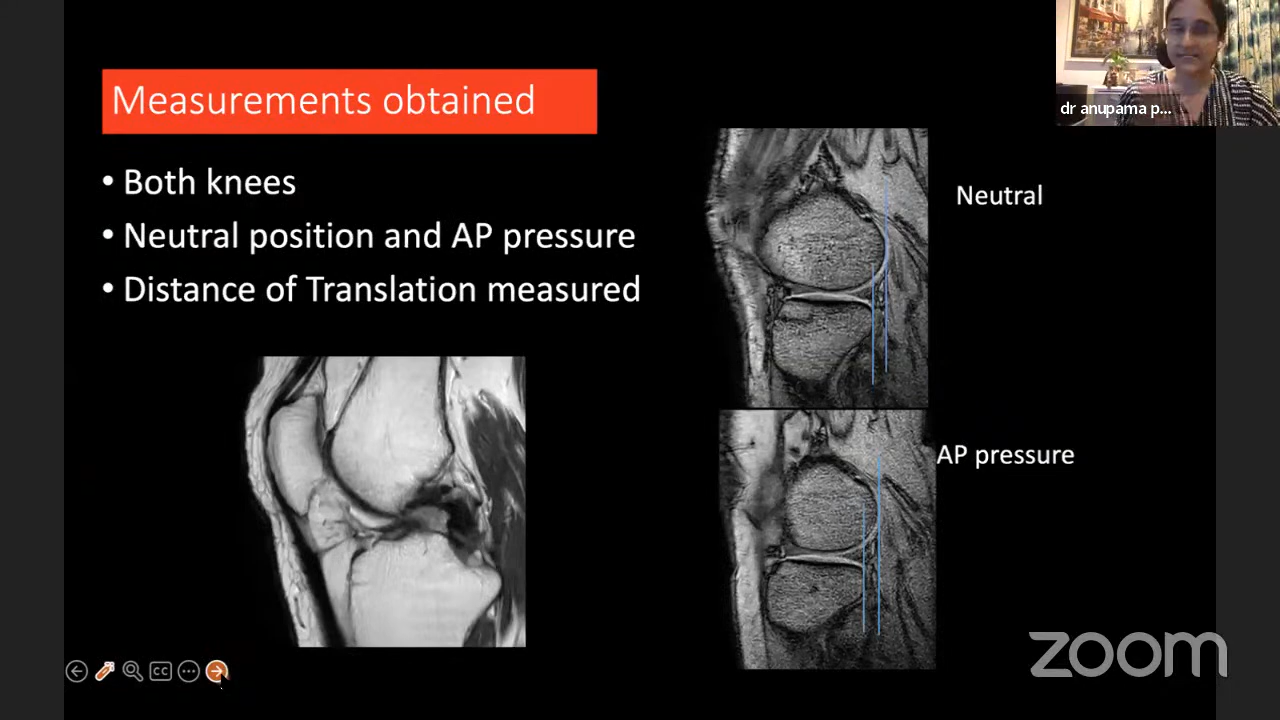 dr anupama p...
Measurements obtained
• Both knees
• Neutral position and AP pressure
• Distance of Translation measured
Neutral
AP pressure
CC
zoom